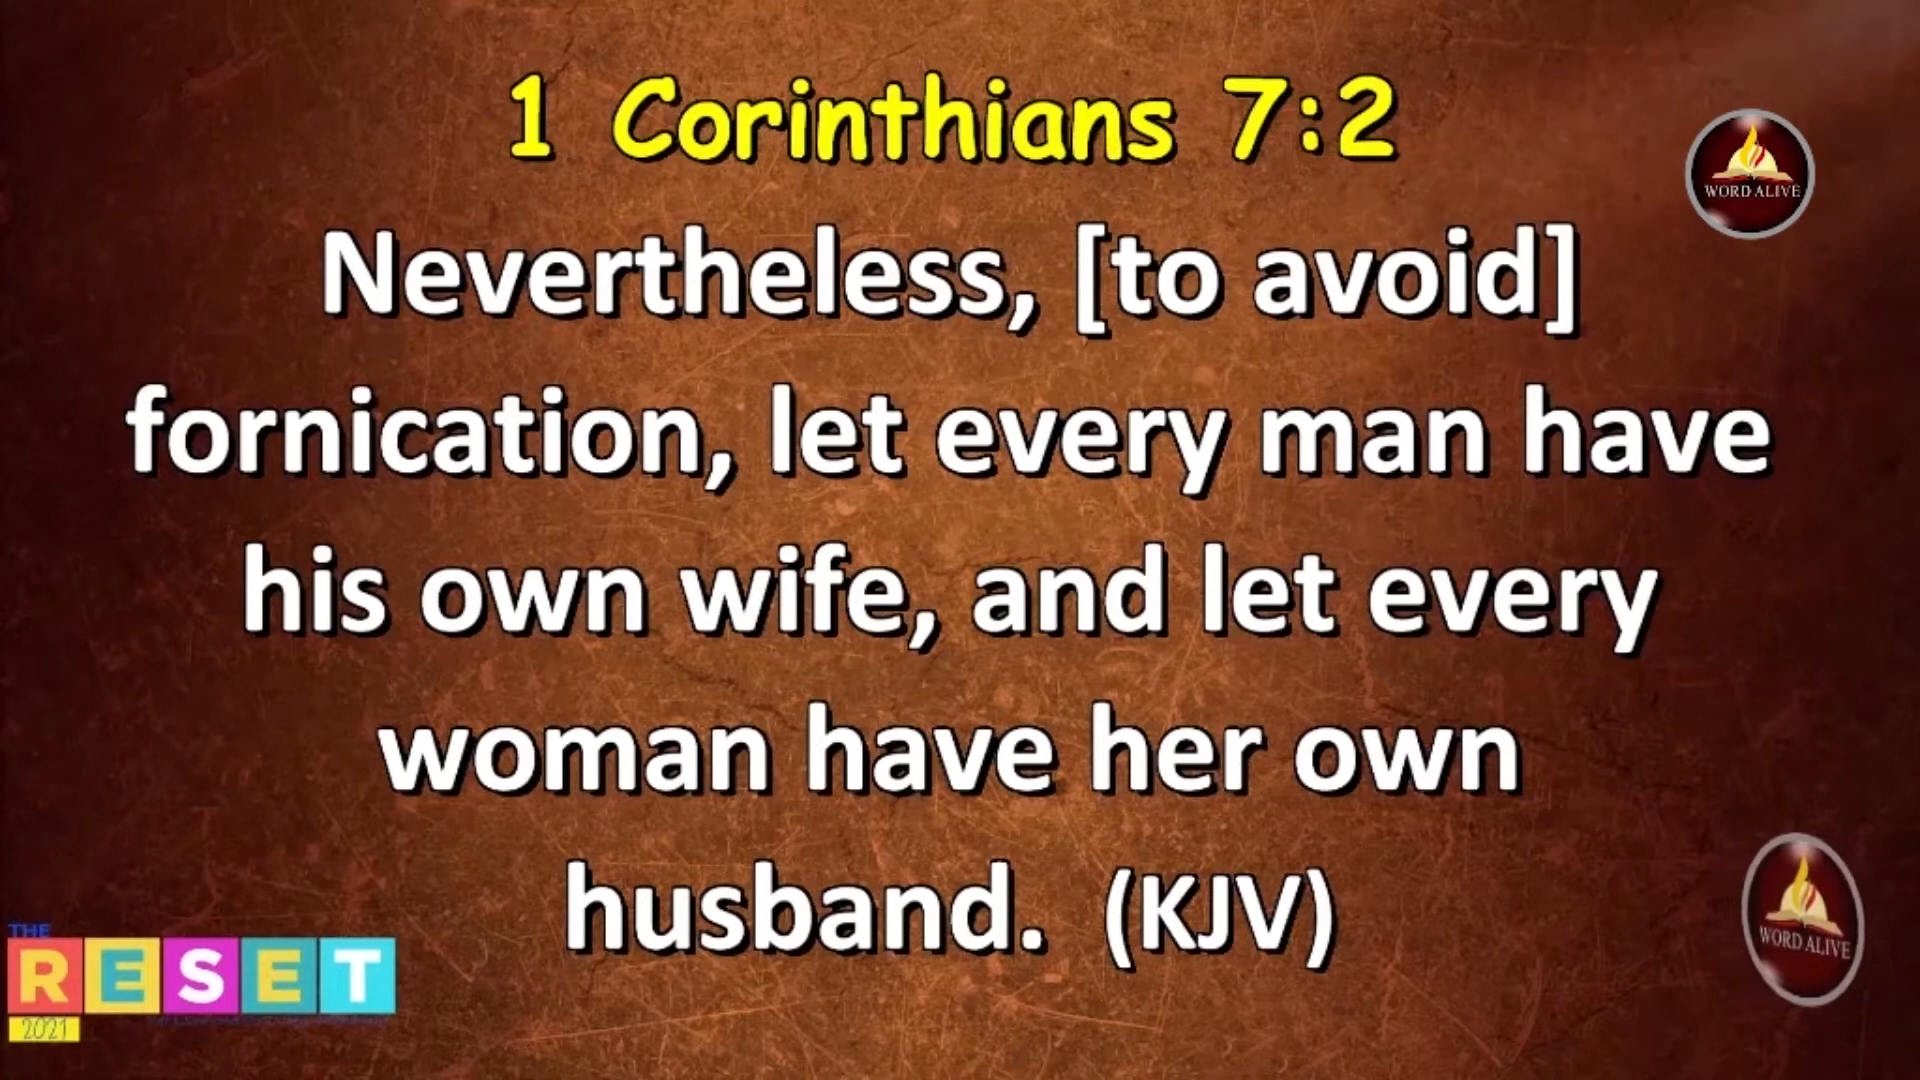 1 Corinthians 7:2
WORD ALIVE
Nevertheless, [to avoid]
fornication, let every man have
his own wife, and let every
woman have her own
husband. (KJV)
WORD ALIVE
THE
RESET
2021